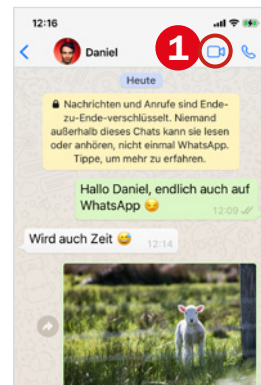 12:16
Daniel
1
Heute
Nachrichten und Anrufe sind Ende-
zu-Ende-verschlüsselt. Niemand
außerhalb dieses Chats kann sie lesen
oder anhören, nicht einmal WhatsApp.
Tippe, um mehr zu erfahren.
Hallo Daniel, endlich auch auf
WhatsApp 😉
12:09
Wird auch Zeit 😅
12:14